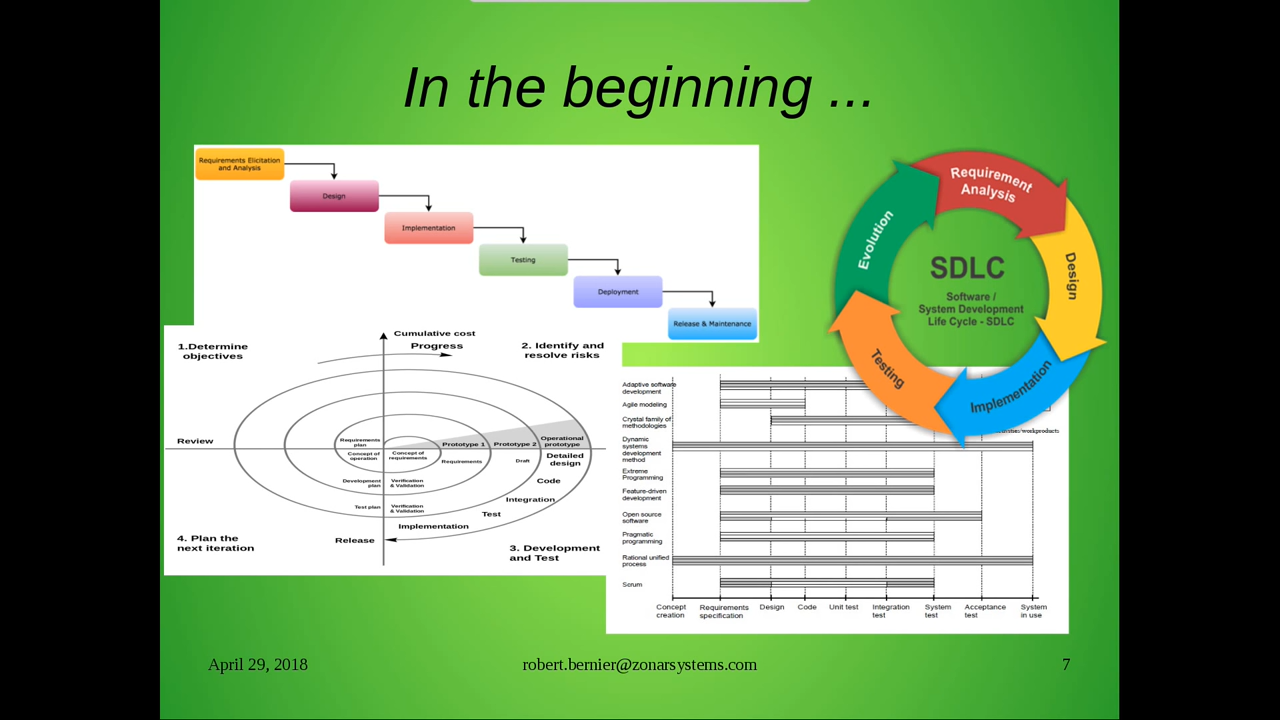 In the beginning ...
Requirements Elicitation
and Analysis
Design
Implementation
Testing
Deployment
Release & Maintenance
Requirement
Analysis
Design
Implementation
Testing
Evolution
SDLC
Software /
System Development
Life Cycle - SDLC
Cumulative cost
Progress
1.Determine
objectives
2. Identify and
resolve risks
Review
Requirements
plan
Concept of
operation
Concept of
requirements
Prototype 1
Prototype 2
Operational
prototype
Requirements
Draft
Detailed
design
Development
plan
Verification
& Validation
Code
Integration
Test plan
Verification
& Validation
Test
Implementation
Release
4. Plan the
next iteration
3. Development
and Test
Adaptive software
development
Agile modeling
Crystal family of
methodologies
Dynamic
systems
development
method
Extreme
Programming
Feature-driven
development
Open source
software
Pragmatic
programming
Rational unified
process
Scrum
Concept
creation
Requirements
specification
Design
Code
Unit test
Integration
test
System
test
Acceptance
test
System
in use
April 29, 2018
robert.bernier@zonarsystems.com
7